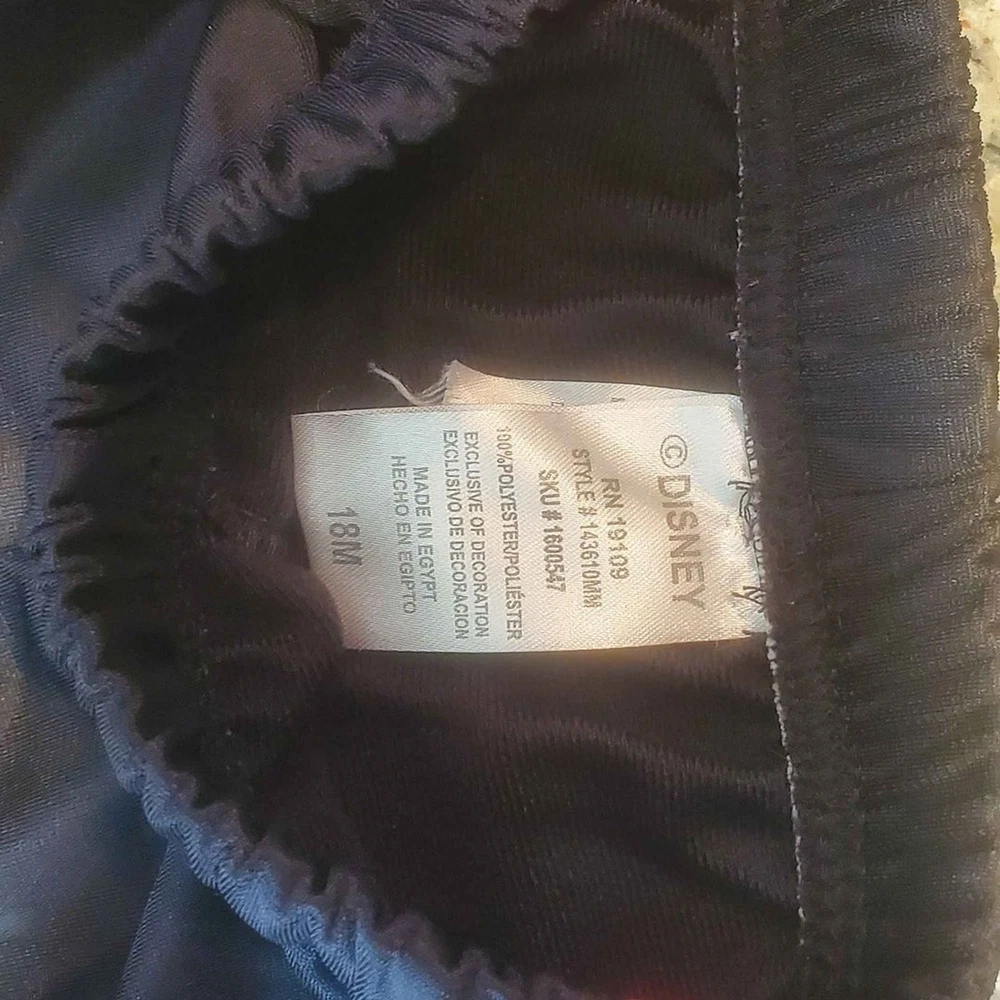 ©DISNEY
RN 19109
STYLE # 143610MM
SKU # 1600547
100%POLYESTER/POLIÉSTER
EXCLUSIVE OF DECORATION
EXCLUSIVO DE DECORACION
MADE IN EGYPT
HECHO EN EGIPTO
18M